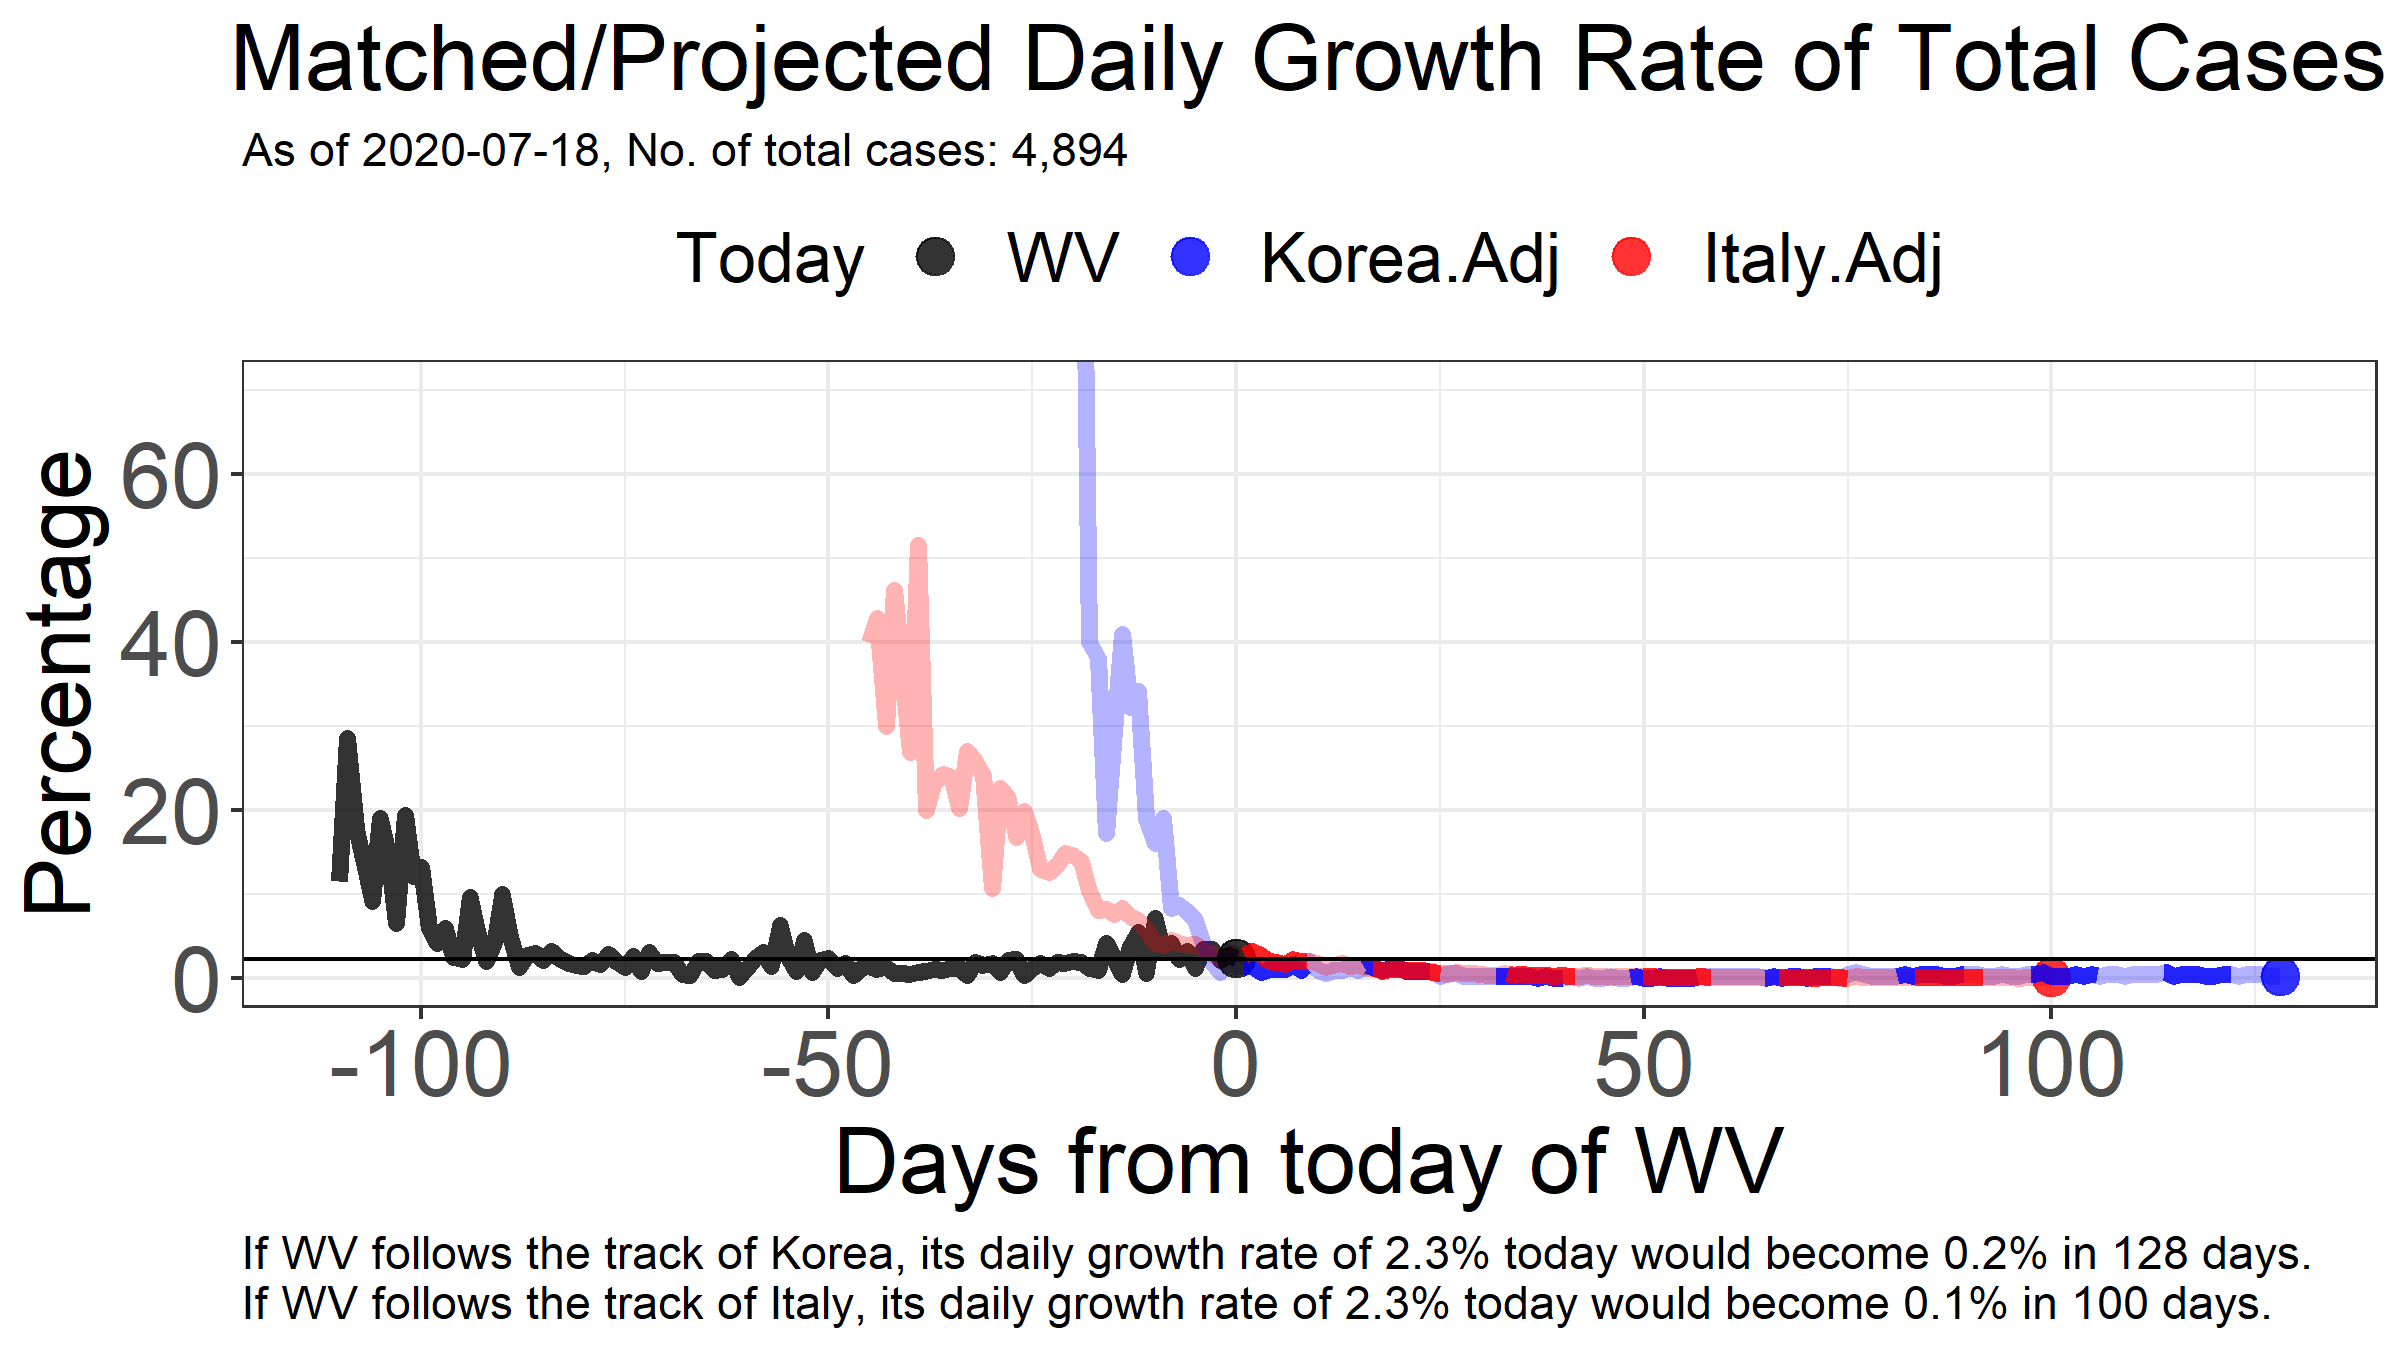 Matched/Projected Daily Growth Rate of Total Cases
As of 2020-07-18, No. of total cases: 4,894
Today WV Korea.Adj Italy.Adj
Percentage
60
40
20
0
-100 -50 0 50 100
Days from today of WV
If WV follows the track of Korea, its daily growth rate of 2.3% today would become 0.2% in 128 days.
If WV follows the track of Italy, its daily growth rate of 2.3% today would become 0.1% in 100 days.